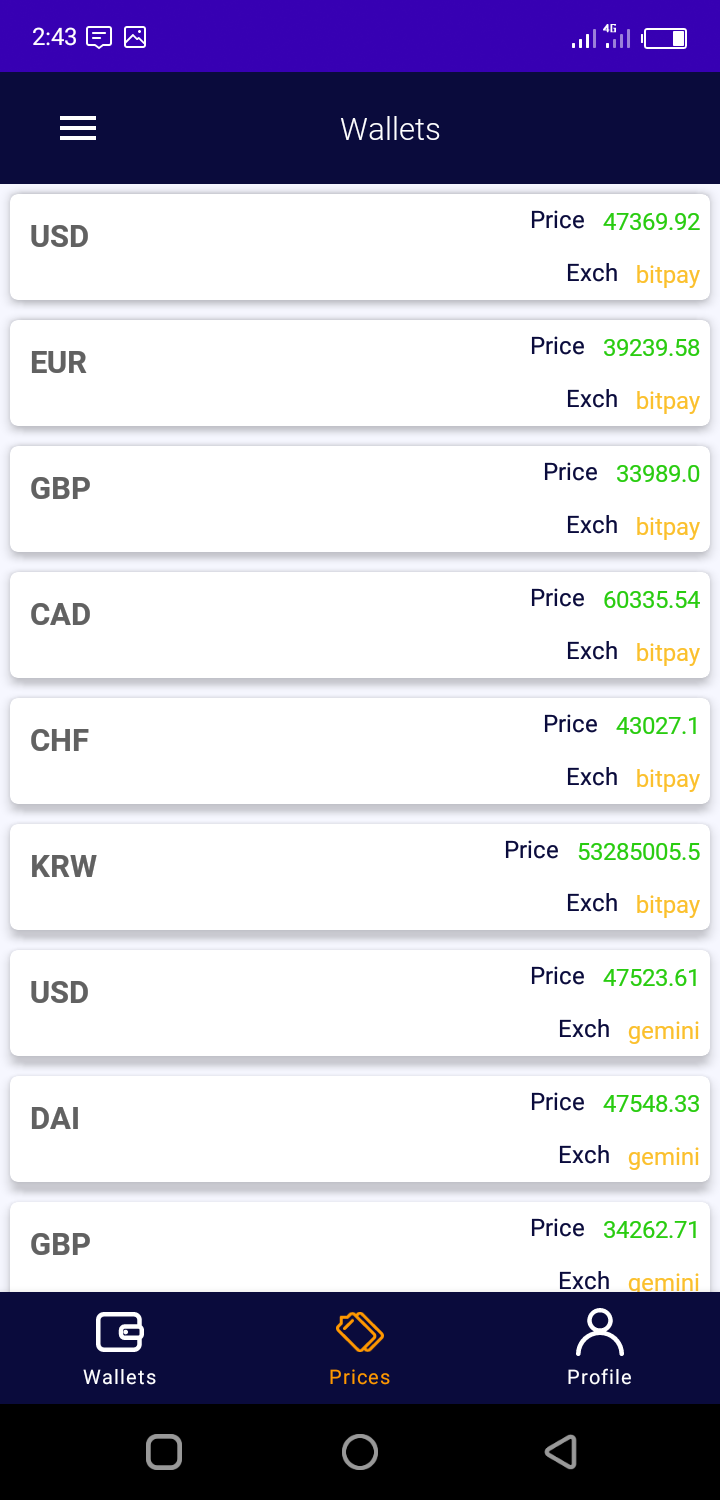 2:43 4G
Wallets
USD Price 47369.92
Exch bitpay
EUR Price 39239.58
Exch bitpay
GBP Price 33989.0
Exch bitpay
CAD Price 60335.54
Exch bitpay
CHF Price 43027.1
Exch bitpay
KRW Price 53285005.5
Exch bitpay
USD Price 47523.61
Exch gemini
DAI Price 47548.33
Exch gemini
GBP Price 34262.71
Exch gemini
Wallets Prices Profile